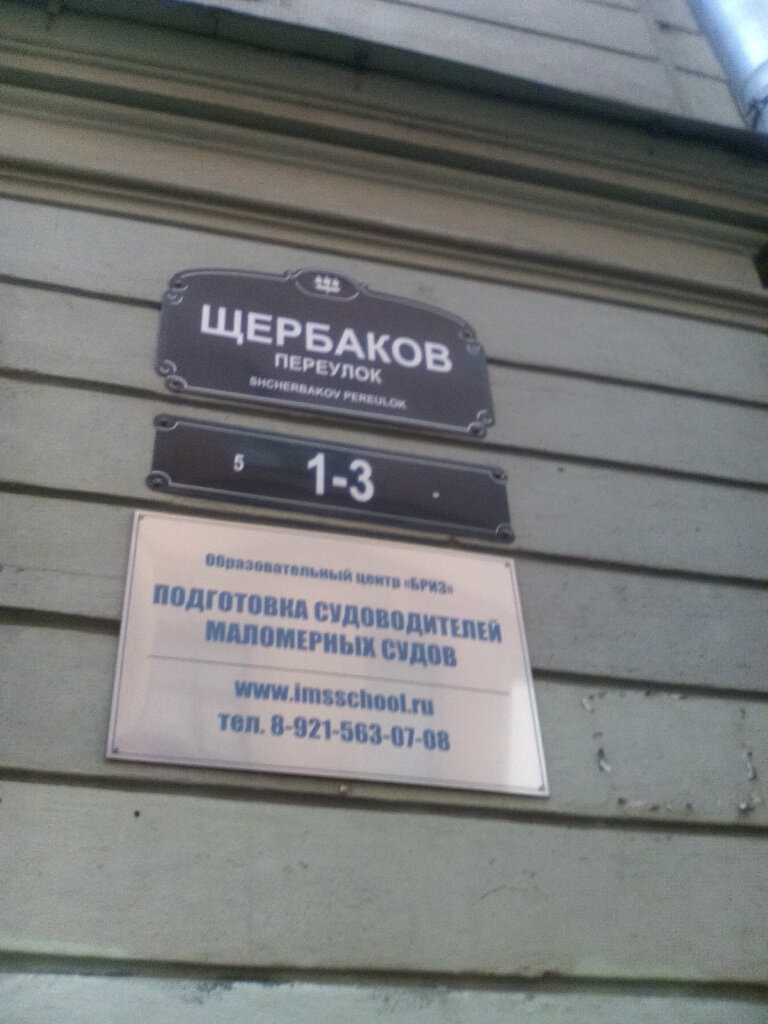 ЩЕРБАКОВ
ПЕРЕУЛОК
SHCHERBAKOV PEREULOK
5 1-3
Образовательный центр «БРИЗ»
ПОДГОТОВКА СУДОВОДИТЕЛЕЙ
МАЛОМЕРНЫХ СУДОВ
www.imsschool.ru
тел. 8-921-563-07-08